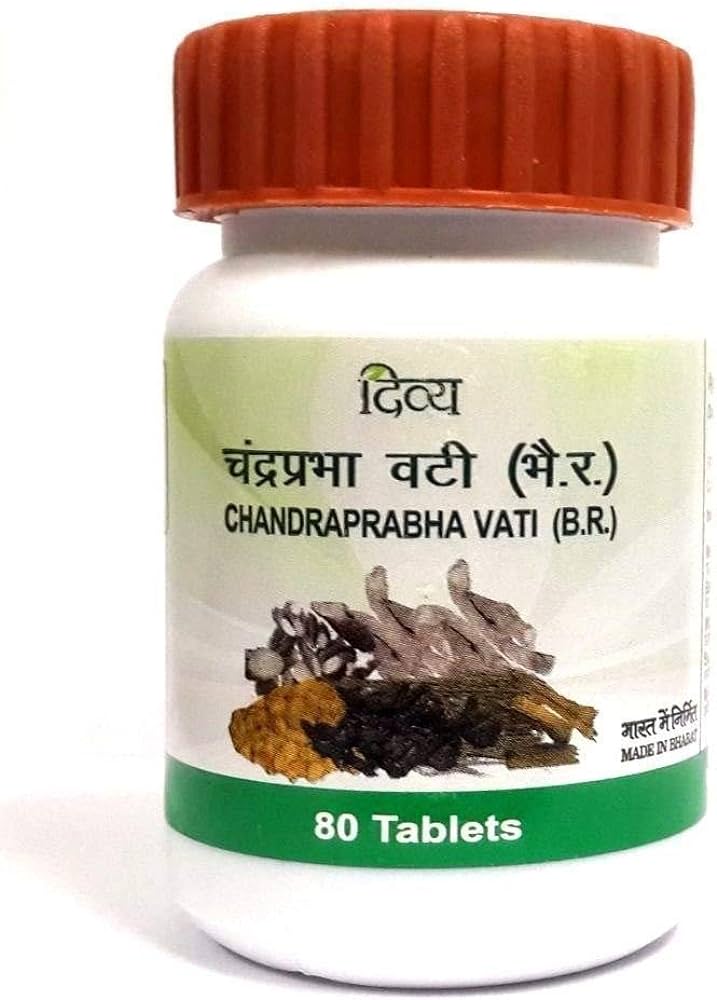 दिव्य
चंद्रप्रभा वटी (भै.र.)
CHANDRAPRABHA VATI (B.R.)
भारत में निर्मित
MADE IN BHARAT
80 Tablets